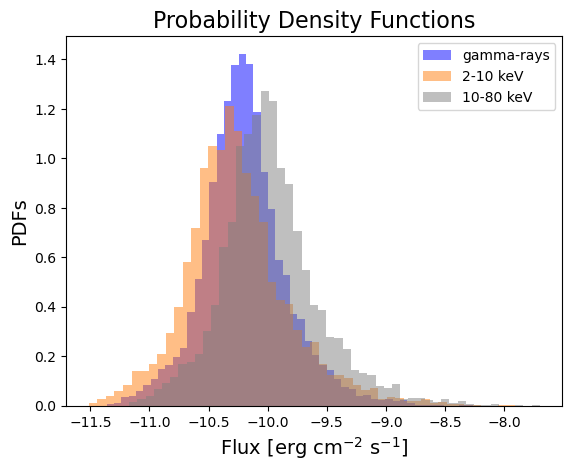 Probability Density Functions
gamma-rays
2-10 keV
10-80 keV
PDFs
1.4
1.2
1.0
0.8
0.6
0.4
0.2
0.0
−11.5 −11.0 −10.5 −10.0 −9.5 −9.0 −8.5 −8.0
Flux [erg cm⁻² s⁻¹]